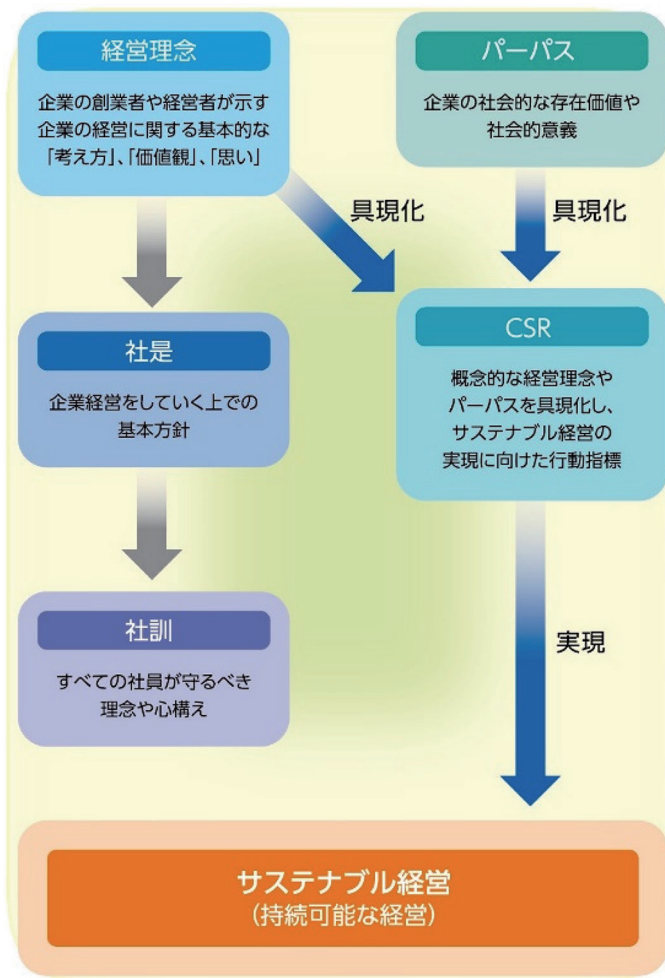 経営理念
企業の創業者や経営者が示す
企業の経営に関する基本的な
「考え方」、「価値観」、「思い」
パーパス
企業の社会的な存在価値や
社会的意義
具現化
具現化
社是
企業経営をしていく上での
基本方針
CSR
概念的な経営理念や
パーパスを具現化し、
サステナブル経営の
実現に向けた行動指標
社訓
すべての社員が守るべき
理念や心構え
実現
サステナブル経営
(持続可能な経営)